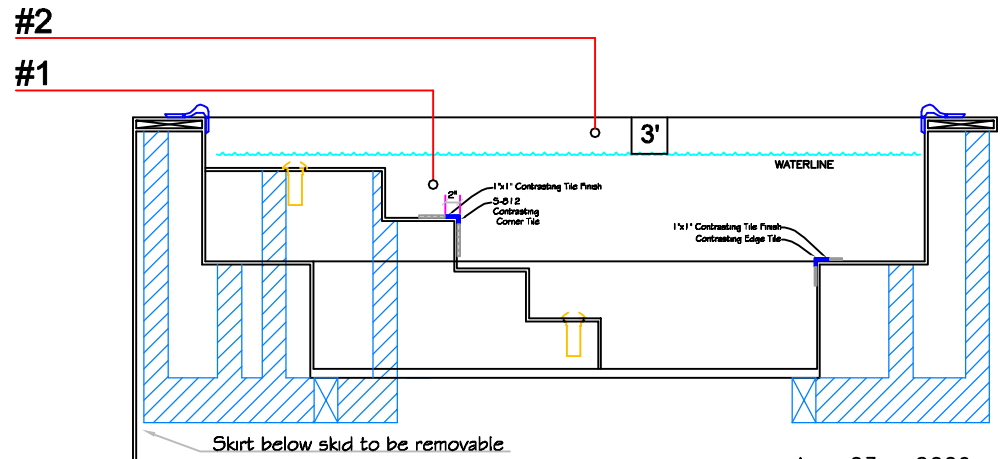 #2
#1
3'
WATERLINE
2"
1"x1" Contrasting Tile Finish
S-812
Contrasting
Corner Tile
1"x1" Contrasting Tile Finish
Contrasting Edge Tile
Skirt below skid to be removable